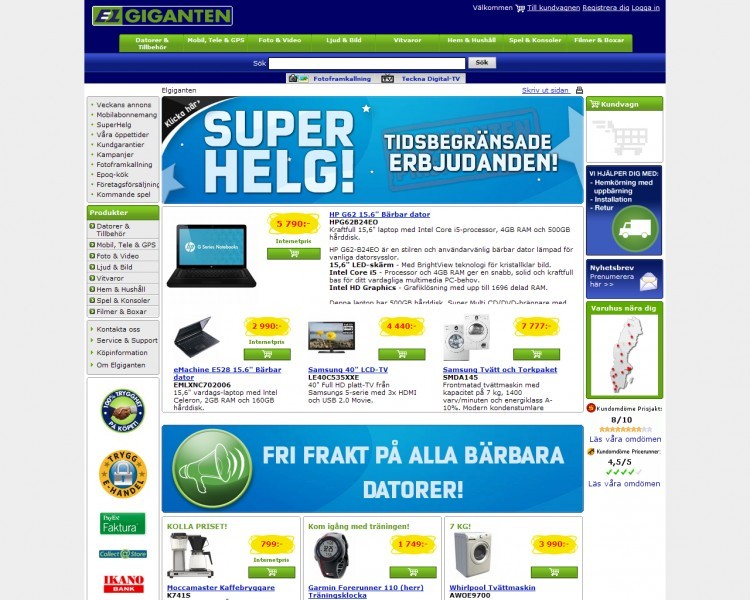 ELGIGANTEN
Välkommen Till kundvagnen Registrera dig Logga in
Datorer & Tillbehör
Mobil, Tele & GPS
Foto & Video
Ljud & Bild
Vitvaror
Hem & Hushåll
Spel & Konsoler
Filmer & Boxar
Sök Sök
Fotoframkallning Teckna Digital-TV
Elgiganten
Skriv ut sidan
Veckans annons
Mobilabonnemang
SuperHelg
Våra öppettider
Kundgarantier
Kampanjer
Fotoframkallning
Epoq-kök
Företagsförsäljning
Kommande spel
Produkter
Datorer &
Tillbehör
Mobil, Tele & GPS
Foto & Video
Ljud & Bild
Vitvaror
Hem & Hushåll
Spel & Konsoler
Filmer & Boxar
Kontakta oss
Service & Support
Köpinformation
Om Elgiganten
100% TRYGGHET
PÅ KÖPET!
TRYGG
E-HANDEL
Faktura
Collect@Store
IKANO
BANK
Klicka här
SUPER
HELG!
TIDSBEGRÄNSADE
ERBJUDANDEN!
G Series Notebooks
5 790:-
Internetpris
HP G62 15.6" Bärbar dator
HPG62B24EO
Kraftfull 15,6" laptop med Intel Core i5-processor, 4GB RAM och 500GB
hårddisk.
HP G62-B24EO är en stilren och användarvänlig bärbar dator lämpad för
vanliga datorsysslor.
15,6" LED-skärm - Med BrightView teknologi för kristallklar bild.
Intel Core i5 - Processor och 4GB RAM ger en snabb, solid och kraftfull
bas för ditt vardagliga multimedia PC-behov.
Intel HD Graphics - Grafiklösning med upp till 1696 delad RAM.
Denna laptop har 500GB hårddisk, Super Multi CD/DVD-brännare med
2 990:-
Internetpris
eMachine E528 15.6¨ Bärbar
dator
EMLXNC702006
15,6" vardags-laptop med Intel
Celeron, 2GB RAM och 160GB
hårddisk.
4 440:-
Samsung 40" LCD-TV
LE40C535XXE
40" Full HD platt-TV från
Samsungs 5-serie med 3x HDMI
och USB 2.0 Movie.
7 777:-
Samsung Tvätt och Torkpaket
SMDA145
Frontmatad tvättmaskin med
kapacitet på 7 kg, 1400
varv/minuten och energiklass A-
10%. Modern kondenstumlare
FRI FRAKT PÅ ALLA BÄRBARA
DATORER!
KOLLA PRISET!
799:-
Internetpris
Moccamaster Kaffebryggare
K741S
Kom igång med träningen!
1 749:-
Garmin Forerunner 110 (herr)
Träningsklocka
7 KG!
3 990:-
Whirlpool Tvättmaskin
AWOE9700
Kundvagn
VI HJÄLPER DIG MED:
- Hemkörning med
uppbärning
- Installation
- Retur
Nyhetsbrev
Prenumerera
här >>
Varuhus nära dig
Kundomdöme Prisjakt:
8/10
Läs våra omdömen
Kundomdöme Pricerunner:
4,5/5
Läs våra omdömen